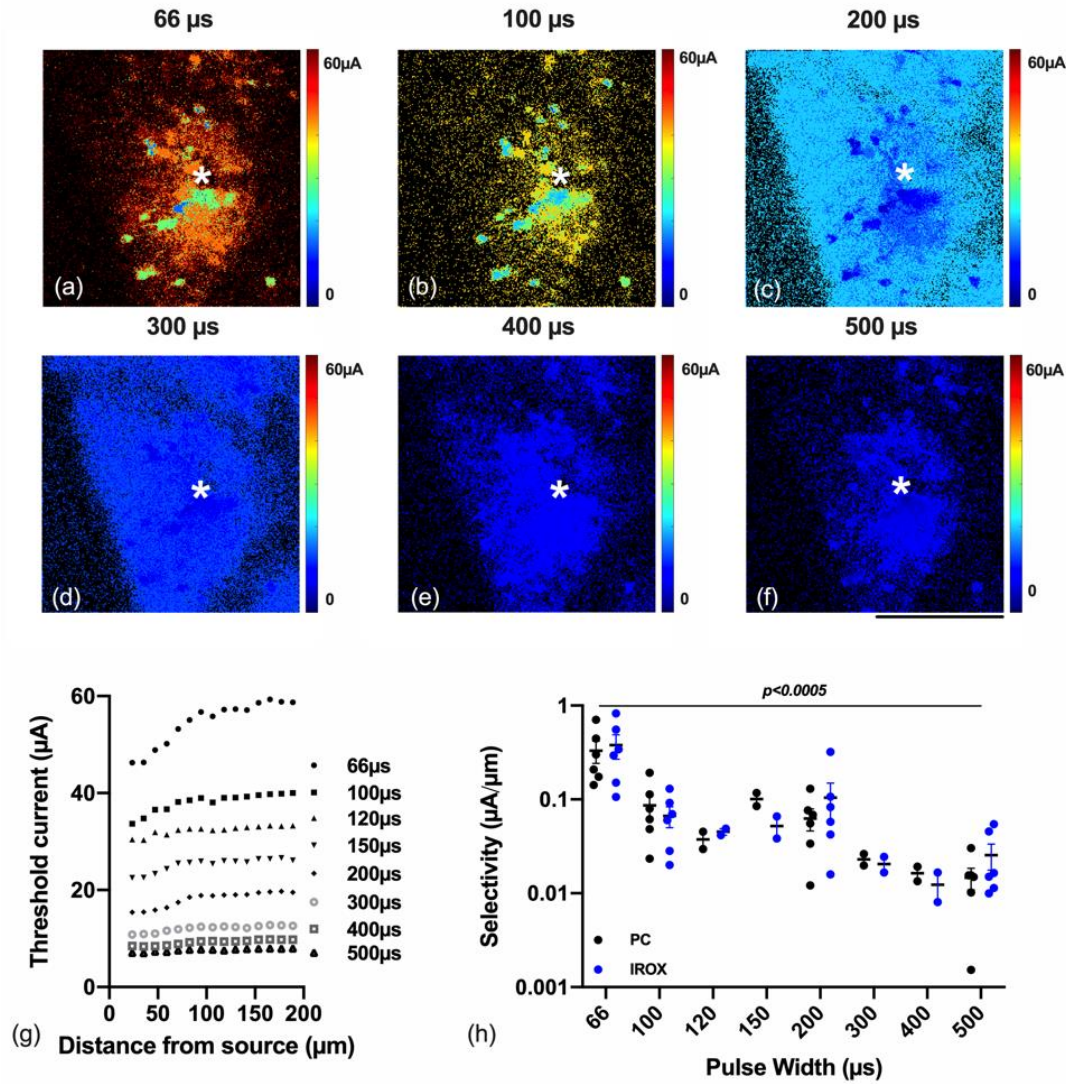 66 µs
100 µs
200 µs
60µA
60µA
60µA
*
*
*
(a)
0
(b)
0
(c)
0
300 µs
400 µs
500 µs
60µA
60µA
60µA
*
*
*
(d)
0
(e)
0
(f)
0
Threshold current (µA)
60
40
20
0
0
50
100
150
200
66µs
100µs
120µs
150µs
200µs
300µs
400µs
500µs
(g)
Distance from source (µm)
p<0.0005
Selectivity (µA/µm)
1
0.1
0.01
0.001
PC
IROX
66
100
120
150
200
300
400
500
(h)
Pulse Width (µs)